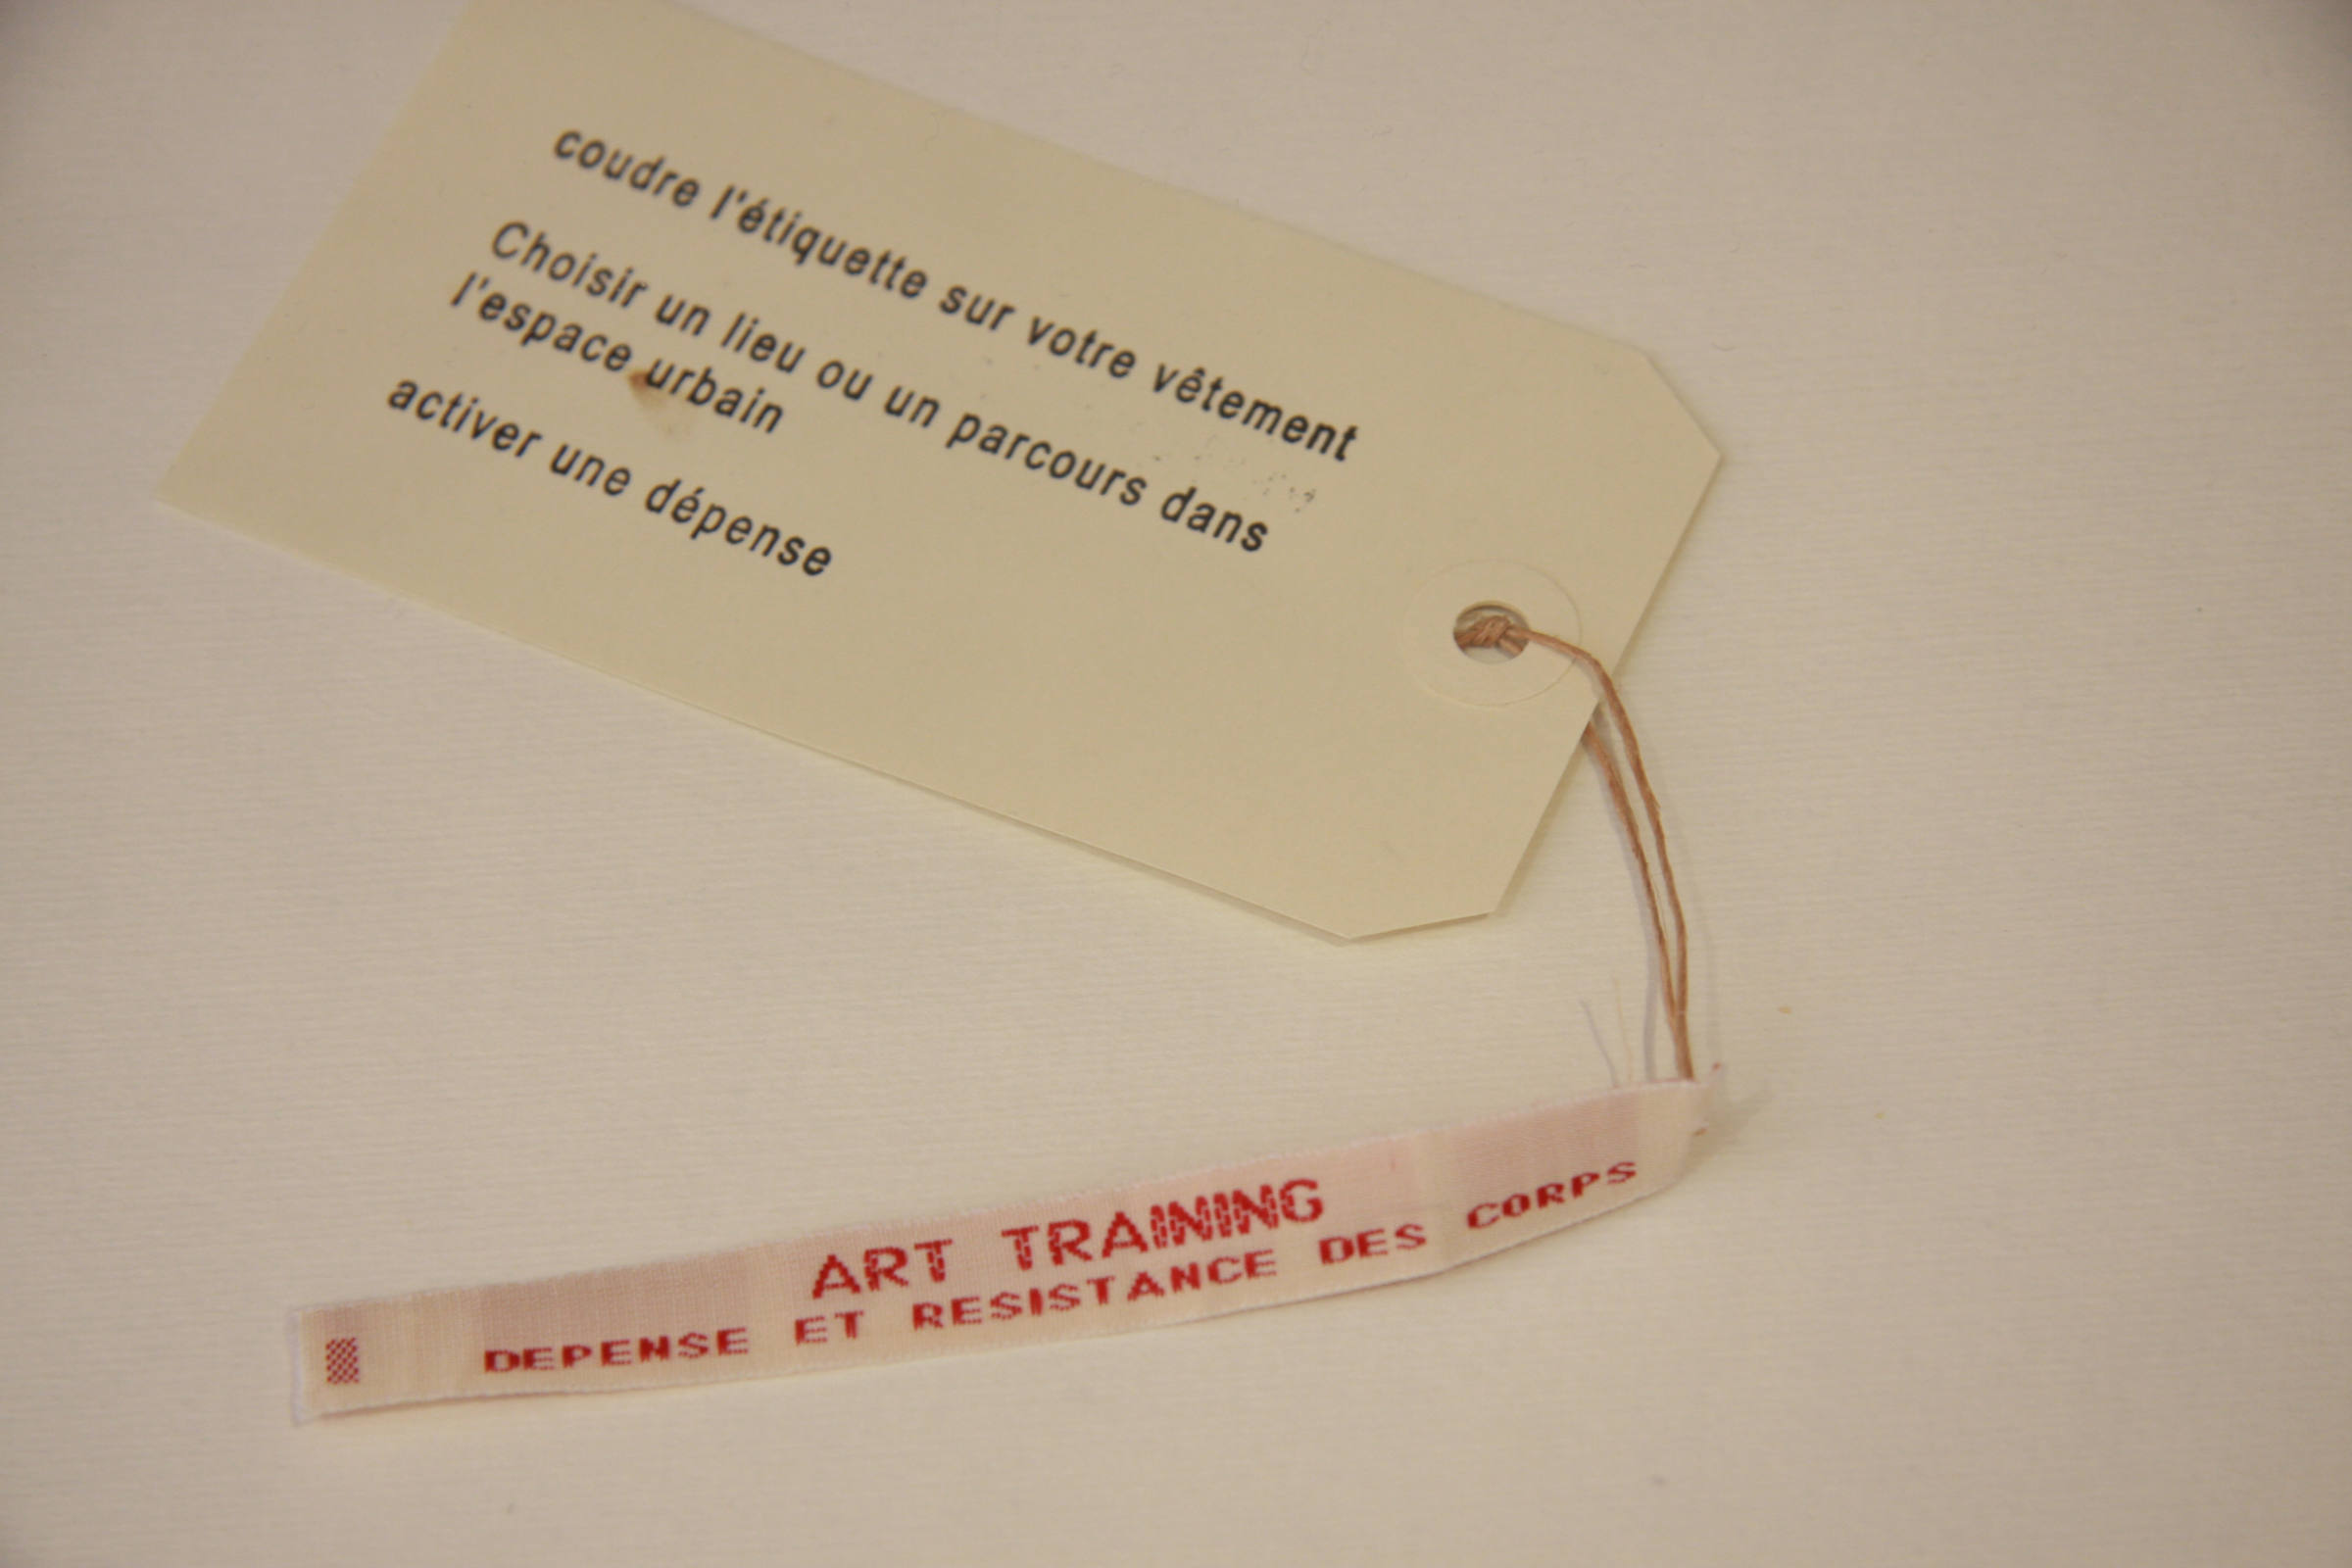 coudre l'étiquette sur votre vêtement
Choisir un lieu ou un parcours dans
l'espace urbain
activer une dépense
ART TRAINING
DEPENSE ET RESISTANCE DES CORPS